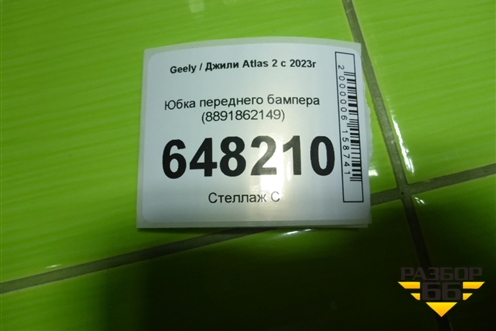 Geely / Джили Atlas 2 с 2023г
Юбка переднего бампера
(8891862149)
648210
Стеллаж С
2000006158741
РАЗБОР
66